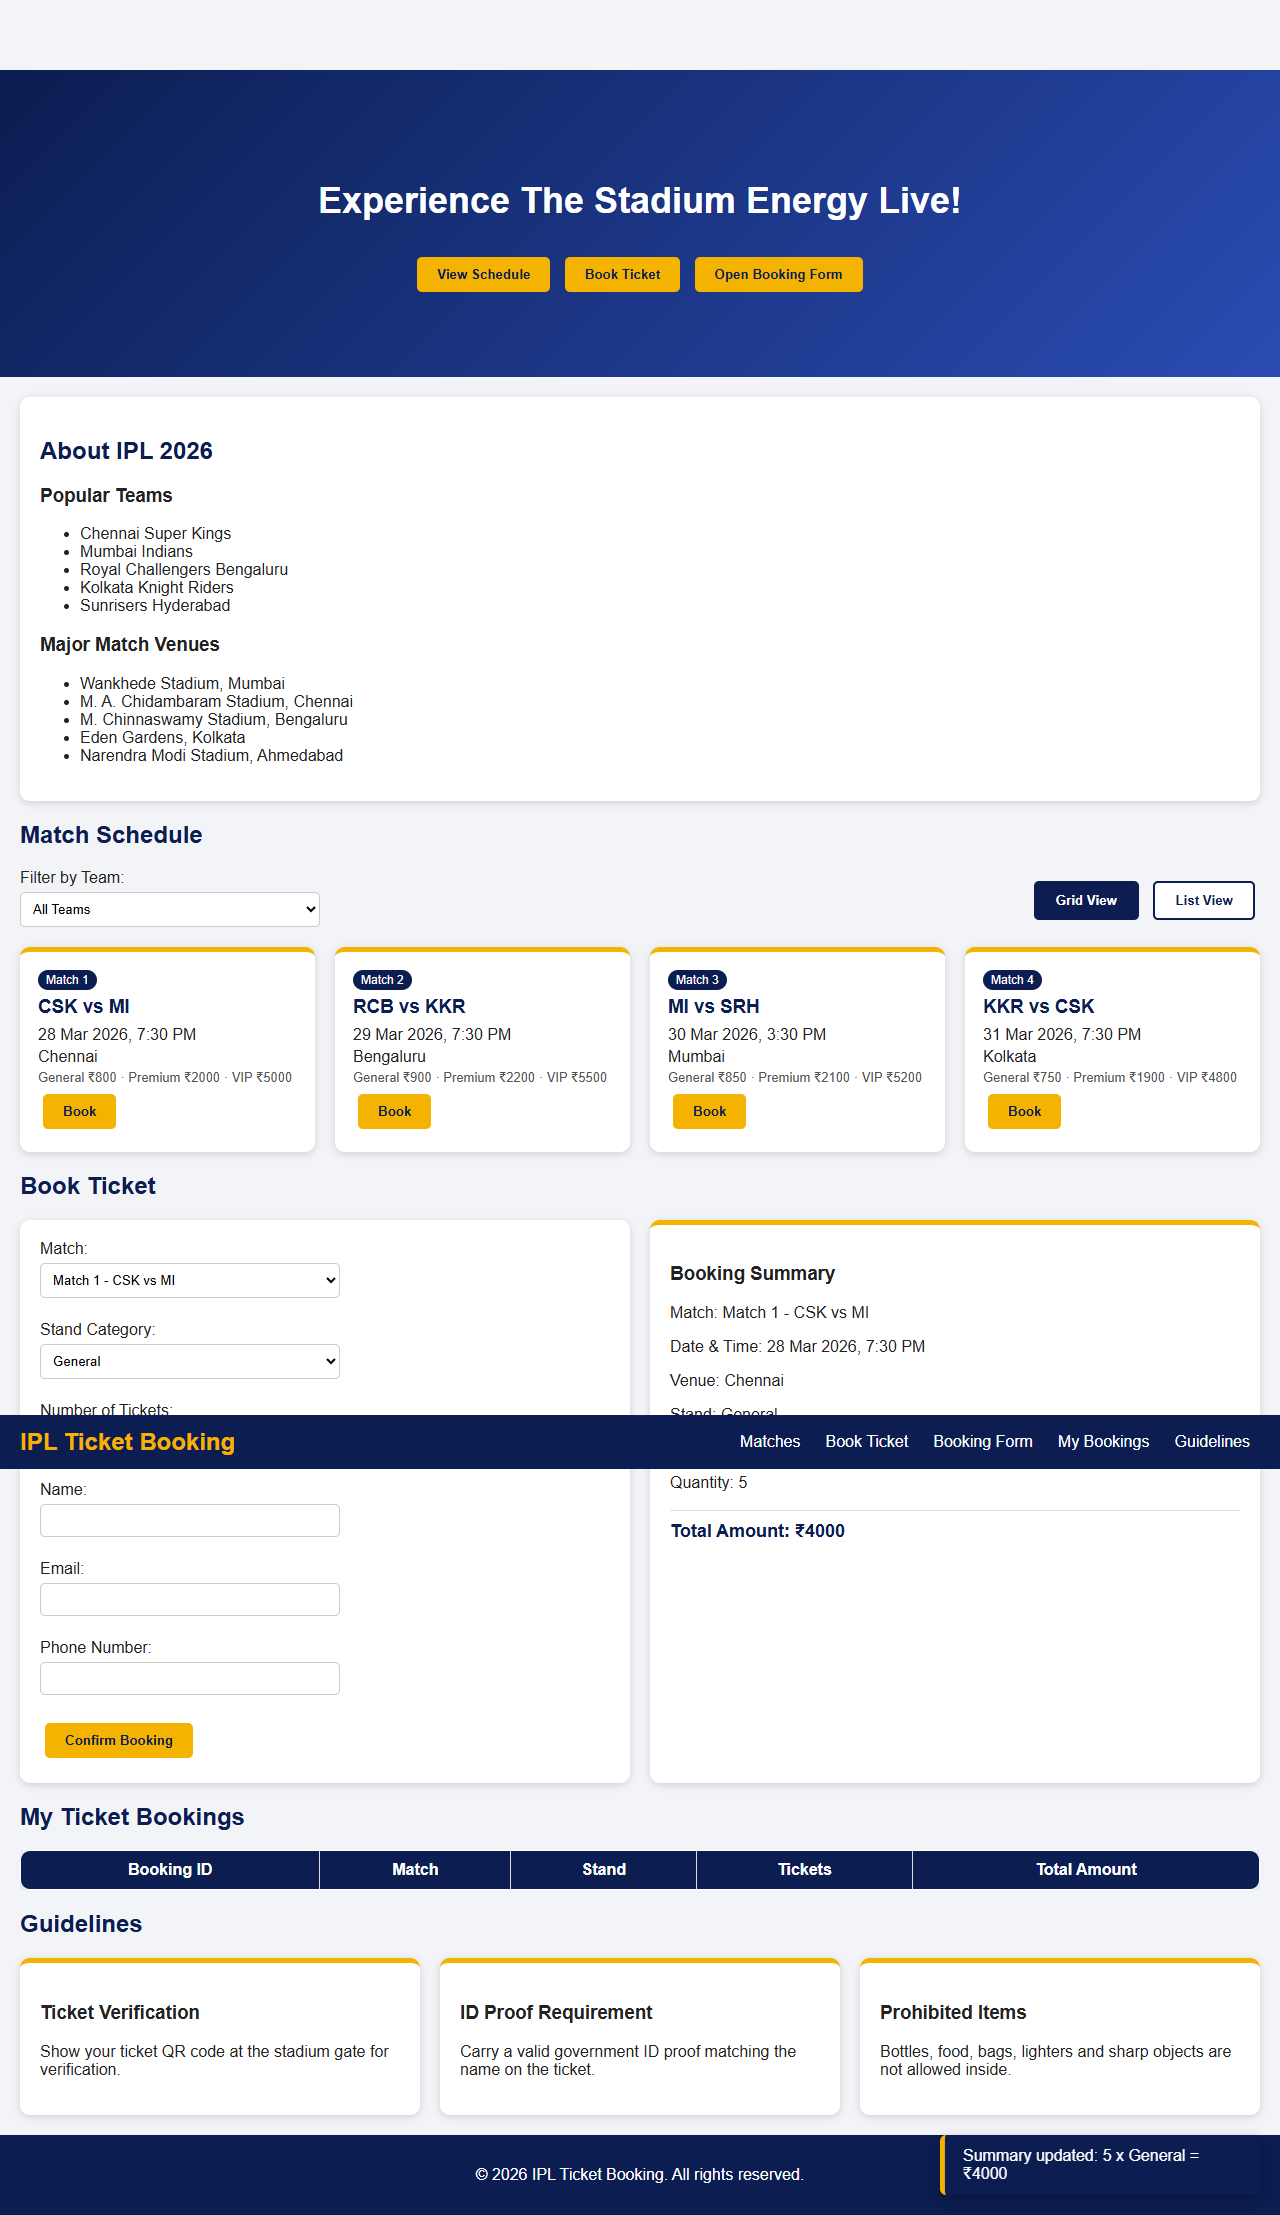 Experience The Stadium Energy Live!
View Schedule
Book Ticket
Open Booking Form
About IPL 2026
Popular Teams
Chennai Super Kings
Mumbai Indians
Royal Challengers Bengaluru
Kolkata Knight Riders
Sunrisers Hyderabad
Major Match Venues
Wankhede Stadium, Mumbai
M. A. Chidambaram Stadium, Chennai
M. Chinnaswamy Stadium, Bengaluru
Eden Gardens, Kolkata
Narendra Modi Stadium, Ahmedabad
Match Schedule
Filter by Team:
All Teams
Grid View
List View
Match 1
CSK vs MI
28 Mar 2026, 7:30 PM
Chennai
General ₹800 · Premium ₹2000 · VIP ₹5000
Book
Match 2
RCB vs KKR
29 Mar 2026, 7:30 PM
Bengaluru
General ₹900 · Premium ₹2200 · VIP ₹5500
Book
Match 3
MI vs SRH
30 Mar 2026, 3:30 PM
Mumbai
General ₹850 · Premium ₹2100 · VIP ₹5200
Book
Match 4
KKR vs CSK
31 Mar 2026, 7:30 PM
Kolkata
General ₹750 · Premium ₹1900 · VIP ₹4800
Book
Book Ticket
Match:
Match 1 - CSK vs MI
Stand Category:
General
Number of Tickets:
Booking Summary
Match: Match 1 - CSK vs MI
Date & Time: 28 Mar 2026, 7:30 PM
Venue: Chennai
Stand: General
IPL Ticket Booking
Matches
Book Ticket
Booking Form
My Bookings
Guidelines
Name:
Email:
Phone Number:
Confirm Booking
Quantity: 5
Total Amount: ₹4000
My Ticket Bookings
Booking ID
Match
Stand
Tickets
Total Amount
Guidelines
Ticket Verification
Show your ticket QR code at the stadium gate for
verification.
ID Proof Requirement
Carry a valid government ID proof matching the
name on the ticket.
Prohibited Items
Bottles, food, bags, lighters and sharp objects are
not allowed inside.
© 2026 IPL Ticket Booking. All rights reserved.
Summary updated: 5 x General =
₹4000